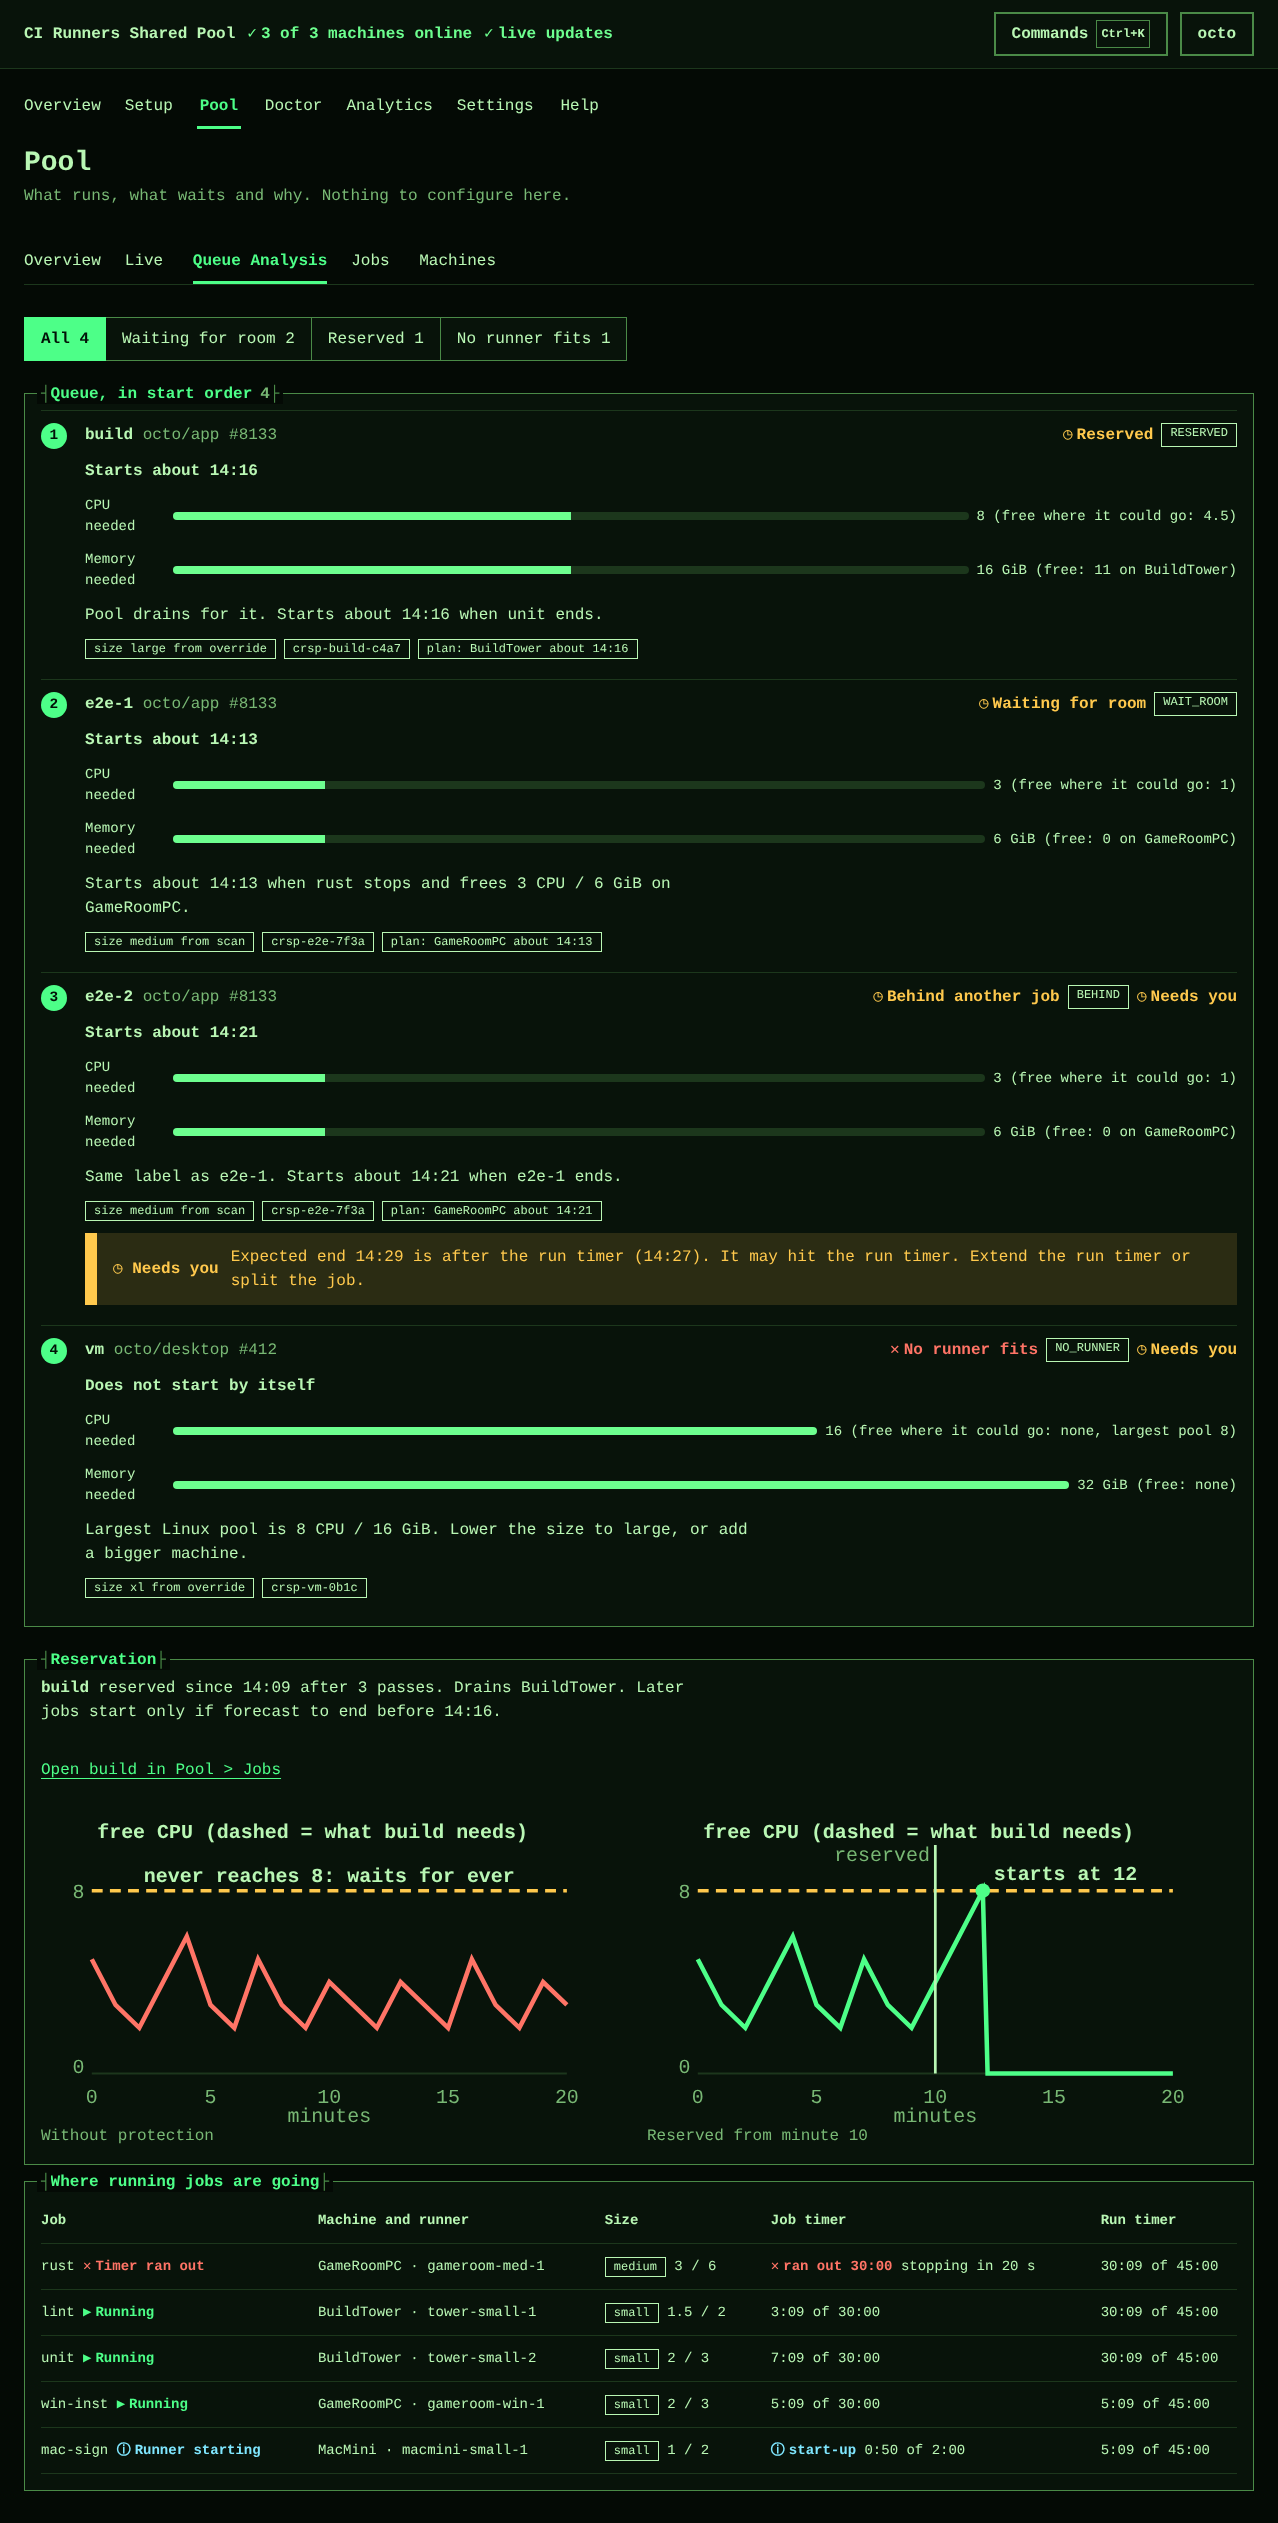 CI Runners Shared Pool ✓ 3 of 3 machines online ✓ live updates Commands Ctrl+K octo
Overview Setup Pool Doctor Analytics Settings Help
Pool
What runs, what waits and why. Nothing to configure here.
Overview Live Queue Analysis Jobs Machines
All 4 Waiting for room 2 Reserved 1 No runner fits 1
Queue, in start order 4
1 build octo/app #8133 Reserved RESERVED
Starts about 14:16
CPU
needed
8 (free where it could go: 4.5)
Memory
needed
16 GiB (free: 11 on BuildTower)
Pool drains for it. Starts about 14:16 when unit ends.
size large from override crsp-build-c4a7 plan: BuildTower about 14:16
2 e2e-1 octo/app #8133 Waiting for room WAIT_ROOM
Starts about 14:13
CPU
needed
3 (free where it could go: 1)
Memory
needed
6 GiB (free: 0 on GameRoomPC)
Starts about 14:13 when rust stops and frees 3 CPU / 6 GiB on
GameRoomPC.
size medium from scan crsp-e2e-7f3a plan: GameRoomPC about 14:13
3 e2e-2 octo/app #8133 Behind another job BEHIND Needs you
Starts about 14:21
CPU
needed
3 (free where it could go: 1)
Memory
needed
6 GiB (free: 0 on GameRoomPC)
Same label as e2e-1. Starts about 14:21 when e2e-1 ends.
size medium from scan crsp-e2e-7f3a plan: GameRoomPC about 14:21
Needs you Expected end 14:29 is after the run timer (14:27). It may hit the run timer. Extend the run timer or
split the job.
4 vm octo/desktop #412 × No runner fits NO_RUNNER Needs you
Does not start by itself
CPU
needed
16 (free where it could go: none, largest pool 8)
Memory
needed
32 GiB (free: none)
Largest Linux pool is 8 CPU / 16 GiB. Lower the size to large, or add
a bigger machine.
size xl from override crsp-vm-0b1c
Reservation
build reserved since 14:09 after 3 passes. Drains BuildTower. Later
jobs start only if forecast to end before 14:16.
Open build in Pool > Jobs
free CPU (dashed = what build needs)
never reaches 8: waits for ever
8
0
0 5 10 15 20
minutes
Without protection
free CPU (dashed = what build needs)
reserved
starts at 12
8
0
0 5 10 15 20
minutes
Reserved from minute 10
Where running jobs are going
Job Machine and runner Size Job timer Run timer
rust × Timer ran out GameRoomPC · gameroom-med-1 medium 3 / 6 × ran out 30:00 stopping in 20 s 30:09 of 45:00
lint ▶ Running BuildTower · tower-small-1 small 1.5 / 2 3:09 of 30:00 30:09 of 45:00
unit ▶ Running BuildTower · tower-small-2 small 2 / 3 7:09 of 30:00 30:09 of 45:00
win-inst ▶ Running GameRoomPC · gameroom-win-1 small 2 / 3 5:09 of 30:00 5:09 of 45:00
mac-sign ⓘ Runner starting MacMini · macmini-small-1 small 1 / 2 ⓘ start-up 0:50 of 2:00 5:09 of 45:00